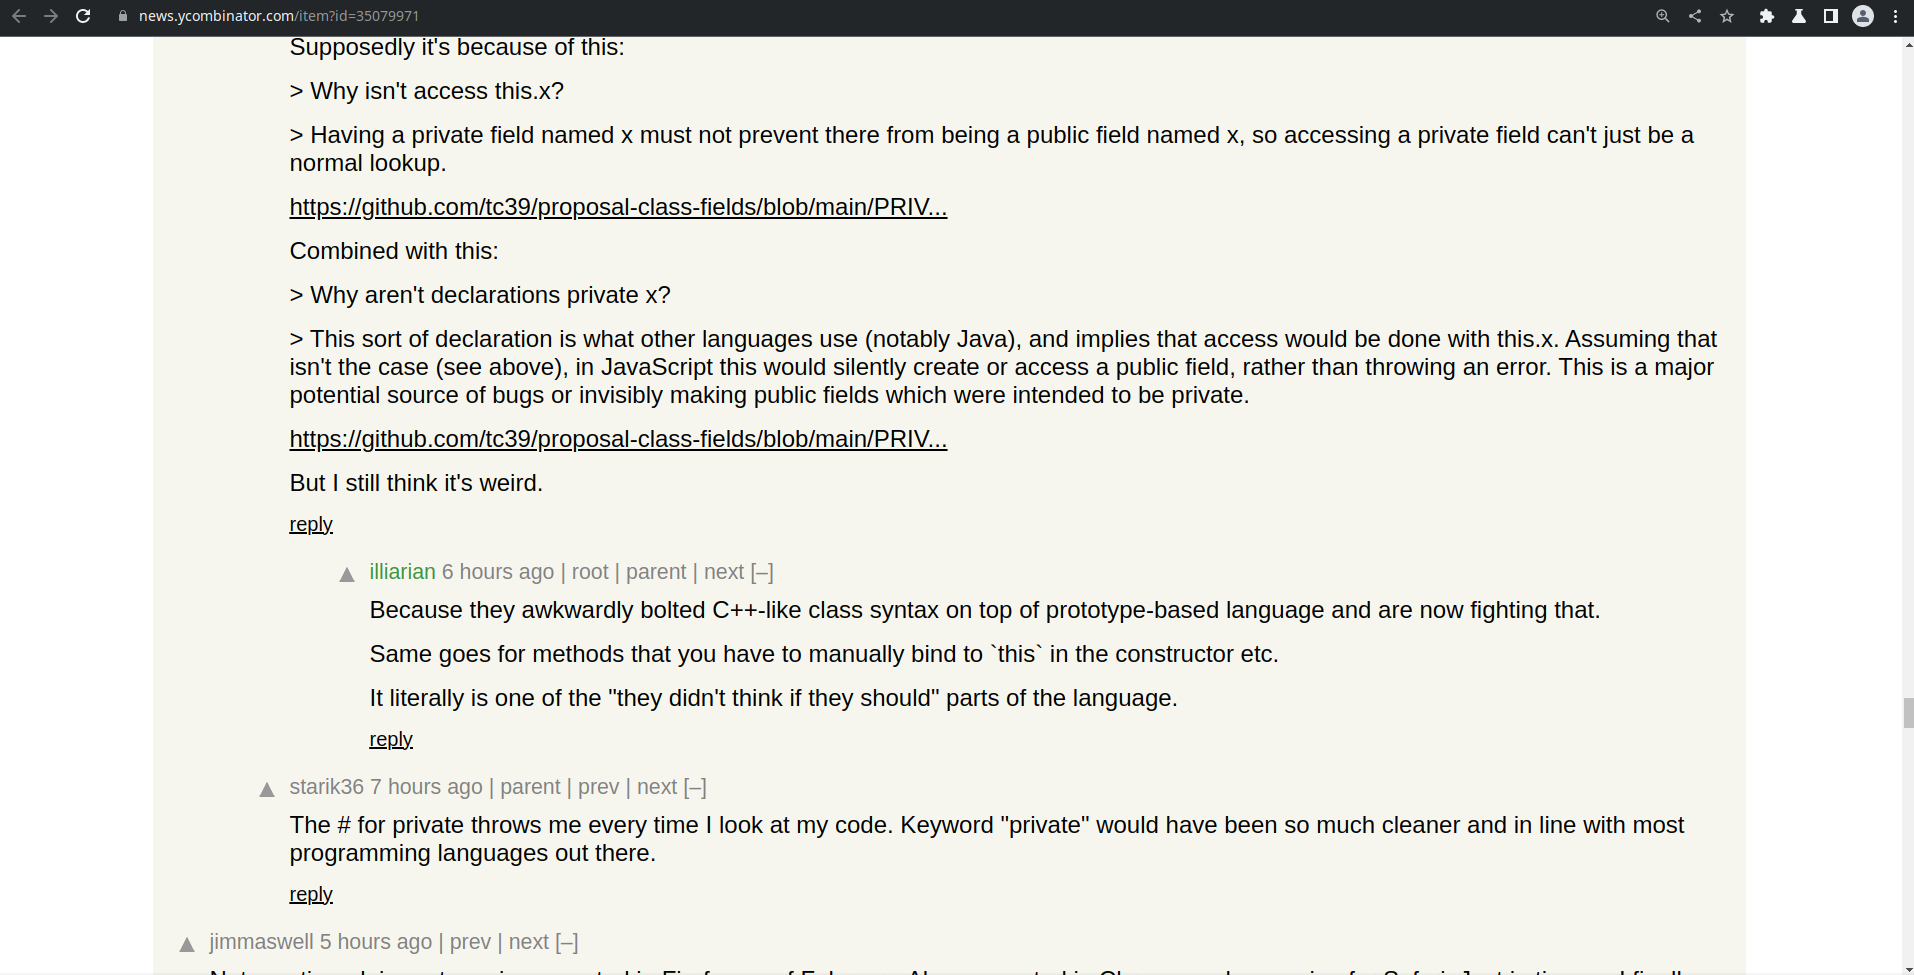 news.ycombinator.com/item?id=35079971
Supposedly it's because of this:
> Why isn't access this.x?
> Having a private field named x must not prevent there from being a public field named x, so accessing a private field can't just be a
normal lookup.
https://github.com/tc39/proposal-class-fields/blob/main/PRIV...
Combined with this:
> Why aren't declarations private x?
> This sort of declaration is what other languages use (notably Java), and implies that access would be done with this.x. Assuming that
isn't the case (see above), in JavaScript this would silently create or access a public field, rather than throwing an error. This is a major
potential source of bugs or invisibly making public fields which were intended to be private.
https://github.com/tc39/proposal-class-fields/blob/main/PRIV...
But I still think it's weird.
reply
illiarian 6 hours ago | root | parent | next [–]
Because they awkwardly bolted C++-like class syntax on top of prototype-based language and are now fighting that.
Same goes for methods that you have to manually bind to `this` in the constructor etc.
It literally is one of the "they didn't think if they should" parts of the language.
reply
starik36 7 hours ago | parent | prev | next [–]
The # for private throws me every time I look at my code. Keyword "private" would have been so much cleaner and in line with most
programming languages out there.
reply
jimmaswell 5 hours ago | prev | next [–]